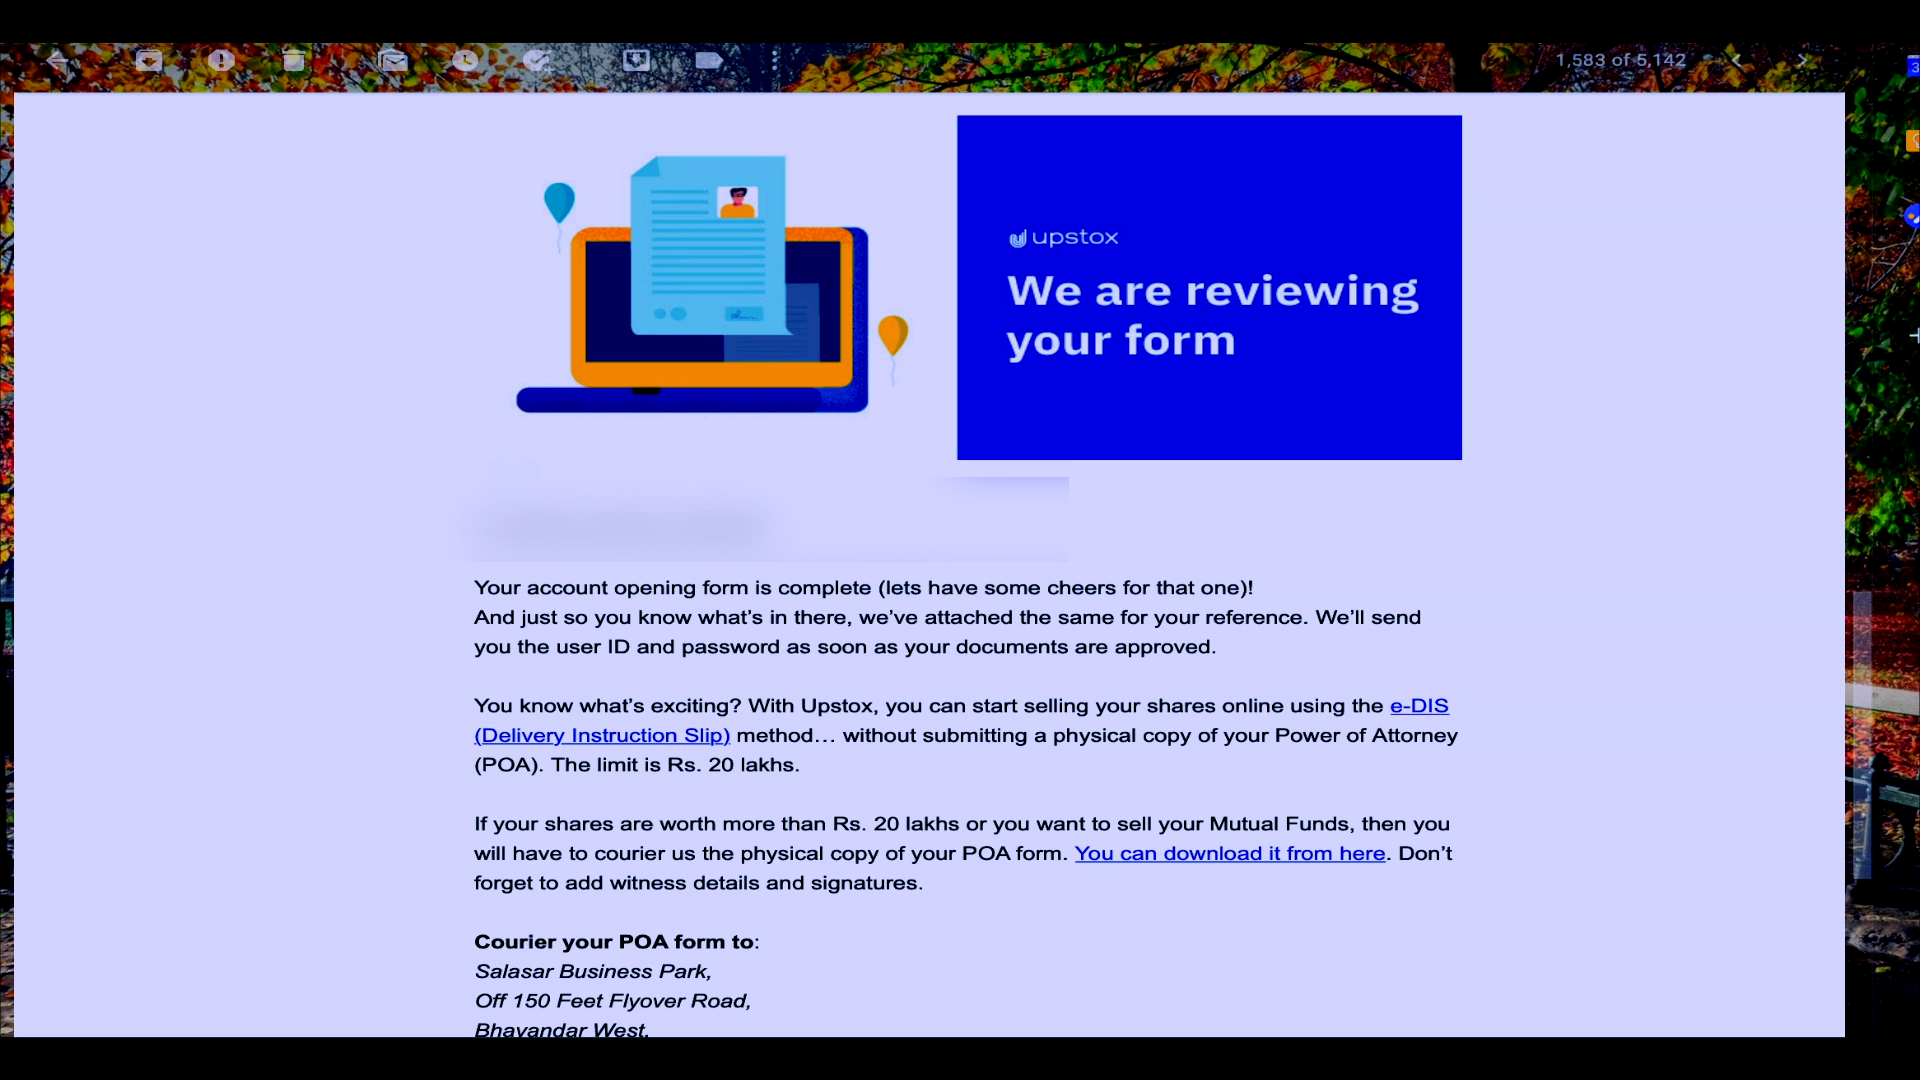 1,583 of 5,142
3
upstox
We are reviewing
your form
Your account opening form is complete (lets have some cheers for that one)!
And just so you know what’s in there, we’ve attached the same for your reference. We’ll send
you the user ID and password as soon as your documents are approved.
You know what’s exciting? With Upstox, you can start selling your shares online using the e-DIS
(Delivery Instruction Slip) method… without submitting a physical copy of your Power of Attorney
(POA). The limit is Rs. 20 lakhs.
If your shares are worth more than Rs. 20 lakhs or you want to sell your Mutual Funds, then you
will have to courier us the physical copy of your POA form. You can download it from here. Don’t
forget to add witness details and signatures.
Courier your POA form to:
Salasar Business Park,
Off 150 Feet Flyover Road,
Bhayandar West,